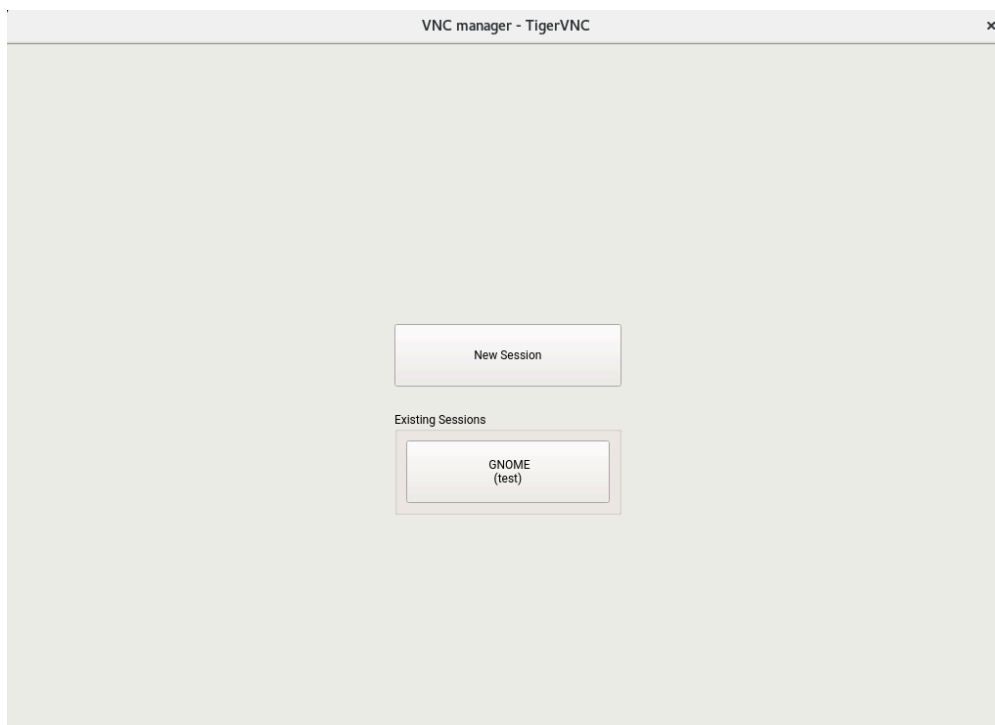 VNC manager - TigerVNC
×
New Session
Existing Sessions
GNOME
(test)